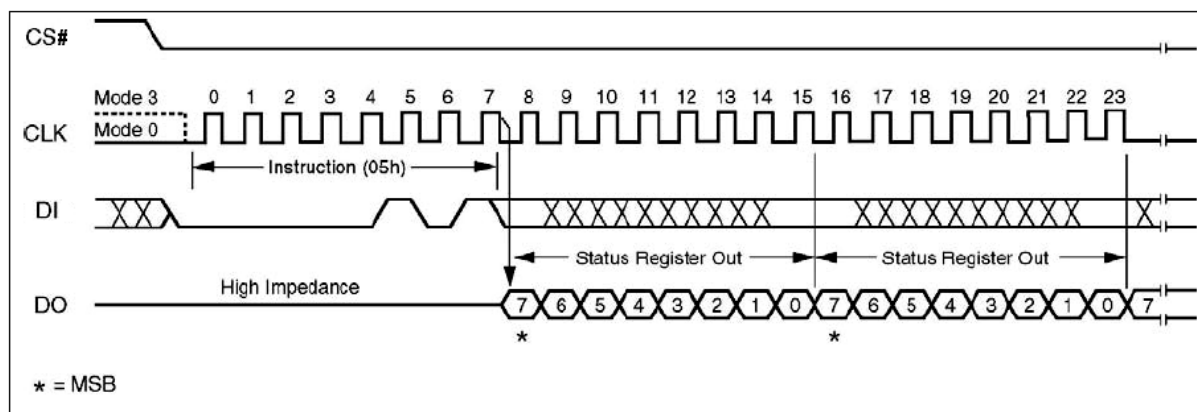 CS#
Mode 3
0 1 2 3 4 5 6 7 8 9 10 11 12 13 14 15 16 17 18 19 20 21 22 23
CLK
Mode 0
Instruction (05h)
DI
Status Register Out
Status Register Out
High Impedance
DO
7 6 5 4 3 2 1 0 7 6 5 4 3 2 1 0 7
* *
* = MSB